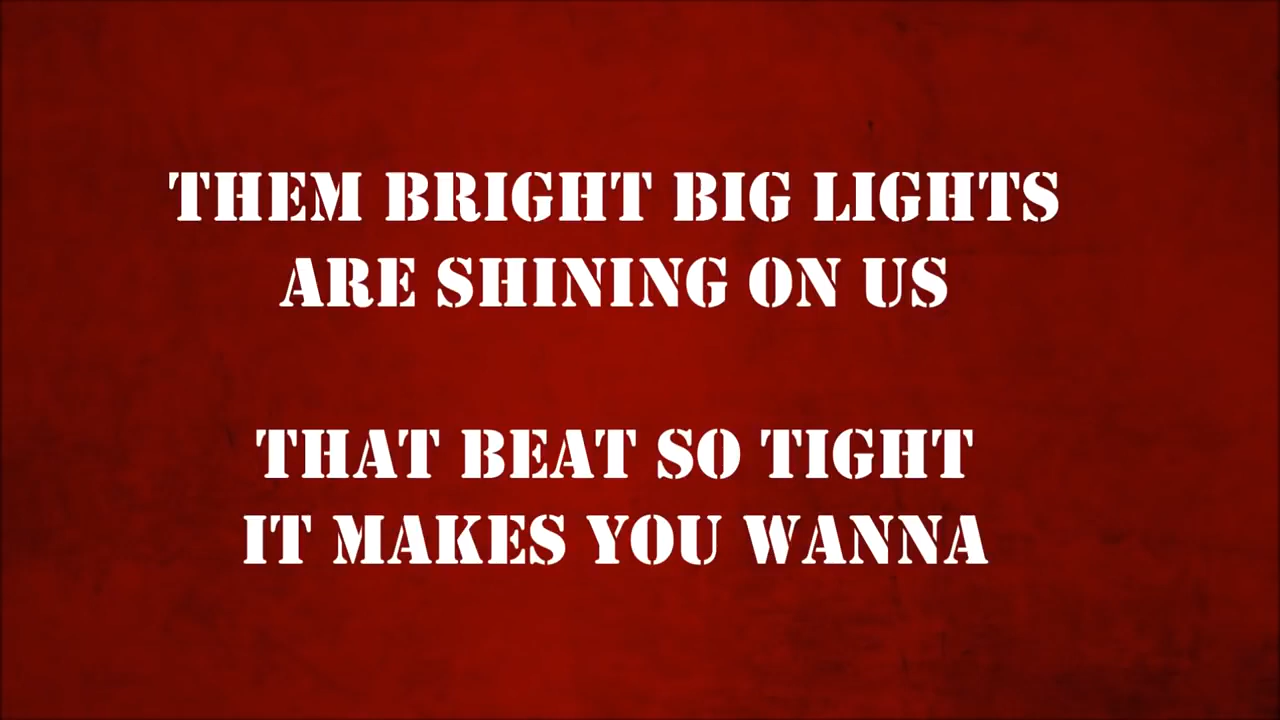 THEM BRIGHT BIG LIGHTS
ARE SHINING ON US
THAT BEAT SO TIGHT
IT MAKES YOU WANNA